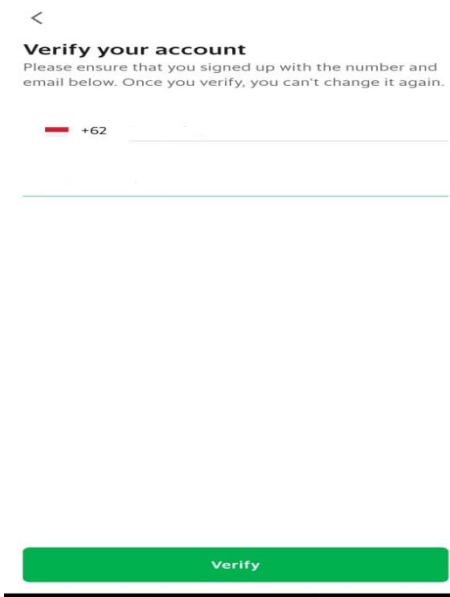 Verify your account
Please ensure that you signed up with the number and
email below. Once you verify, you can't change it again.
+62
Verify